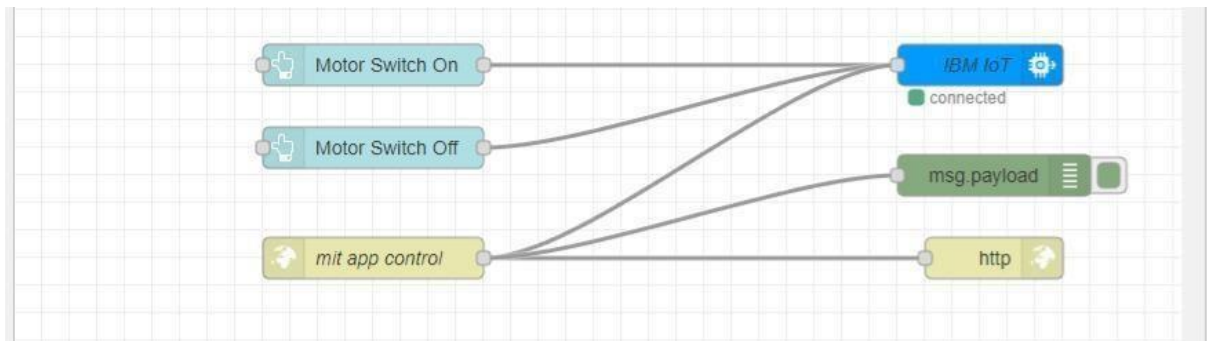 Motor Switch On
IBM IoT
connected
Motor Switch Off
msg.payload
mit app control
http